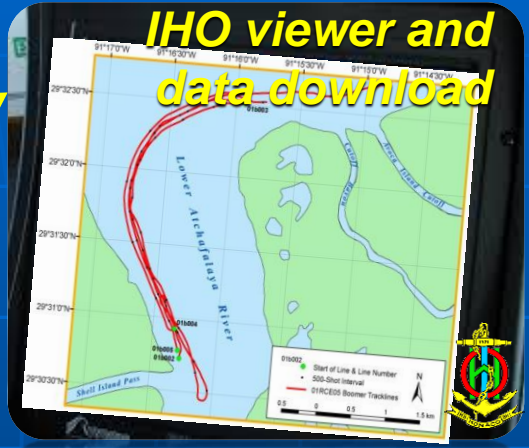 IHO viewer and
data download
91°17'0"W
91°16'30"W
91°16'0"W
91°15'30"W
91°15'0"W
91°14'30"W
29°32'30"N
29°32'0"N
29°31'30"N
29°31'0"N
29°30'30"N
Lower Atchafalaya River
Cutoff
Island Cutoff
01b003
01b004
01b005
01b002
Shell Island Pass
01b002
Start of Line & Line Number
500-Shot Interval
01RCE05 Boomer Tracklines
N
0.5 0 0.5 1 1.5 km